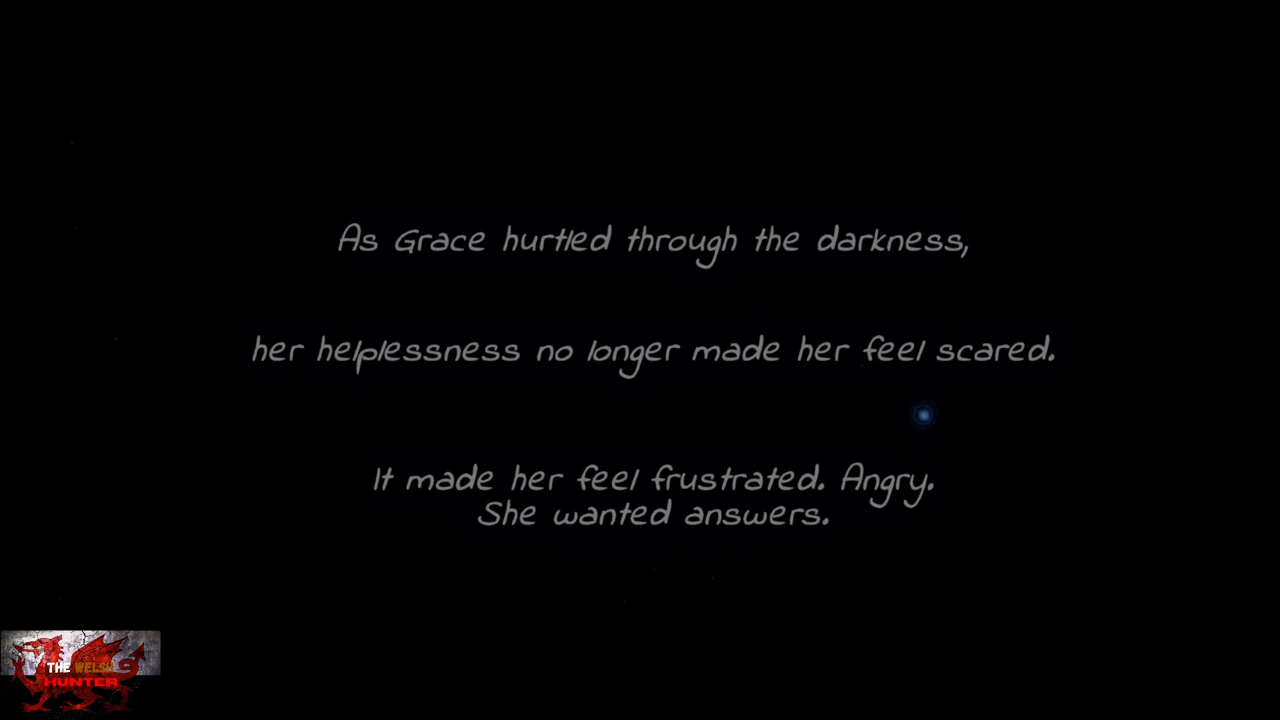 As Grace hurtled through the darkness,
her helplessness no longer made her feel scared.
It made her feel frustrated. Angry.
She wanted answers.
THE WELSH
HUNTER